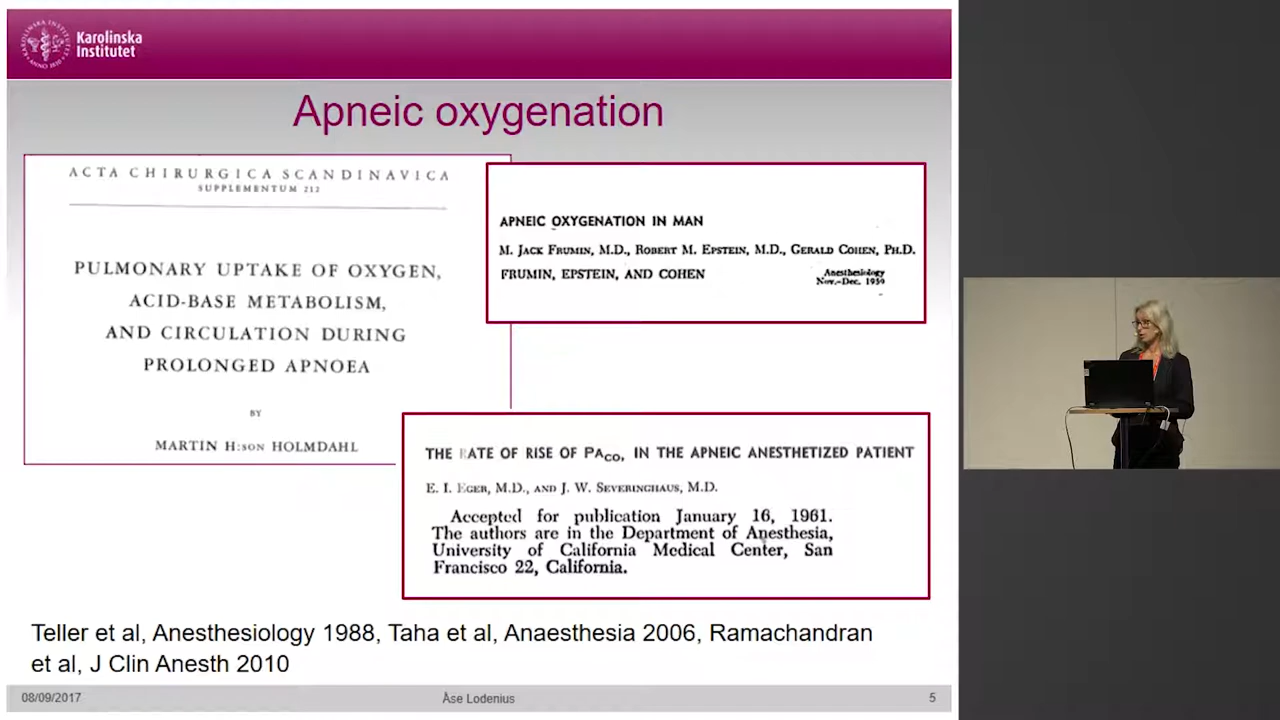 Karolinska
Institutet
KAROLINSKA INSTITUTET
ANNO 1810
Apneic oxygenation
ACTA CHIRURGICA SCANDINAVICA
SUPPLEMENTUM 212
PULMONARY UPTAKE OF OXYGEN,
ACID-BASE METABOLISM,
AND CIRCULATION DURING
PROLONGED APNOEA
BY
MARTIN H:SON HOLMDAHL
APNEIC OXYGENATION IN MAN
M. JACK FRUMIN, M.D., ROBERT M. EPSTEIN, M.D., GERALD COHEN, PH.D.
FRUMIN, EPSTEIN, AND COHEN
Anesthesiology
Nov.-Dec. 1959
THE RATE OF RISE OF PaCO₂ IN THE APNEIC ANESTHETIZED PATIENT
E. I. EGER, M.D., AND J. W. SEVERINGHAUS, M.D.
Accepted for publication January 16, 1961.
The authors are in the Department of Anesthesia,
University of California Medical Center, San
Francisco 22, California.
Teller et al, Anesthesiology 1988, Taha et al, Anaesthesia 2006, Ramachandran
et al, J Clin Anesth 2010
08/09/2017
Åse Lodenius
5